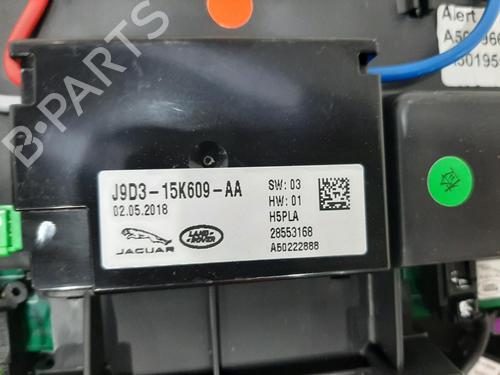 Alert
J9D3-15K609-AA
02.05.2018
SW: 03
HW: 01
H5PLA
28553168
A50222888
JAGUAR
LAND ROVER
B-PARTS